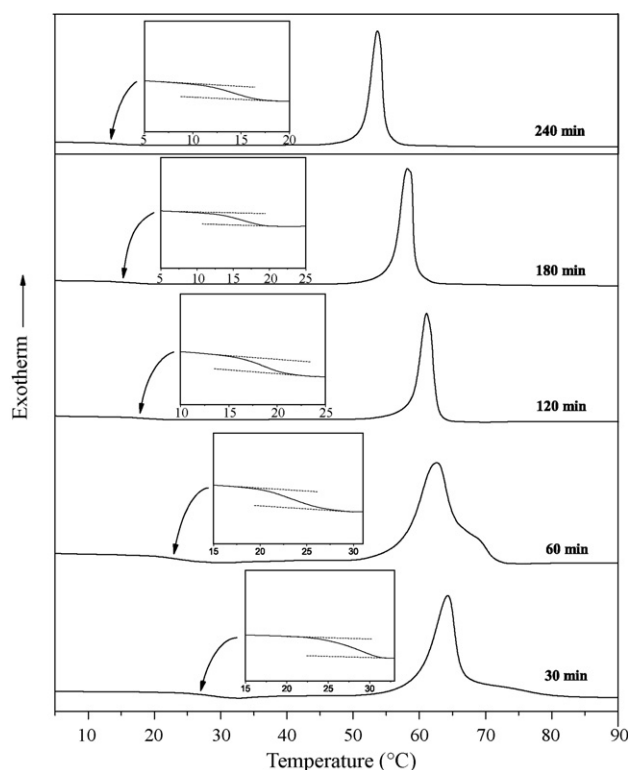 5 10 15 20
240 min
5 10 15 20 25
180 min
10 15 20 25
120 min
15 20 25 30
60 min
15 20 25 30
30 min
Exotherm
10 20 30 40 50 60 70 80 90
Temperature (°C)